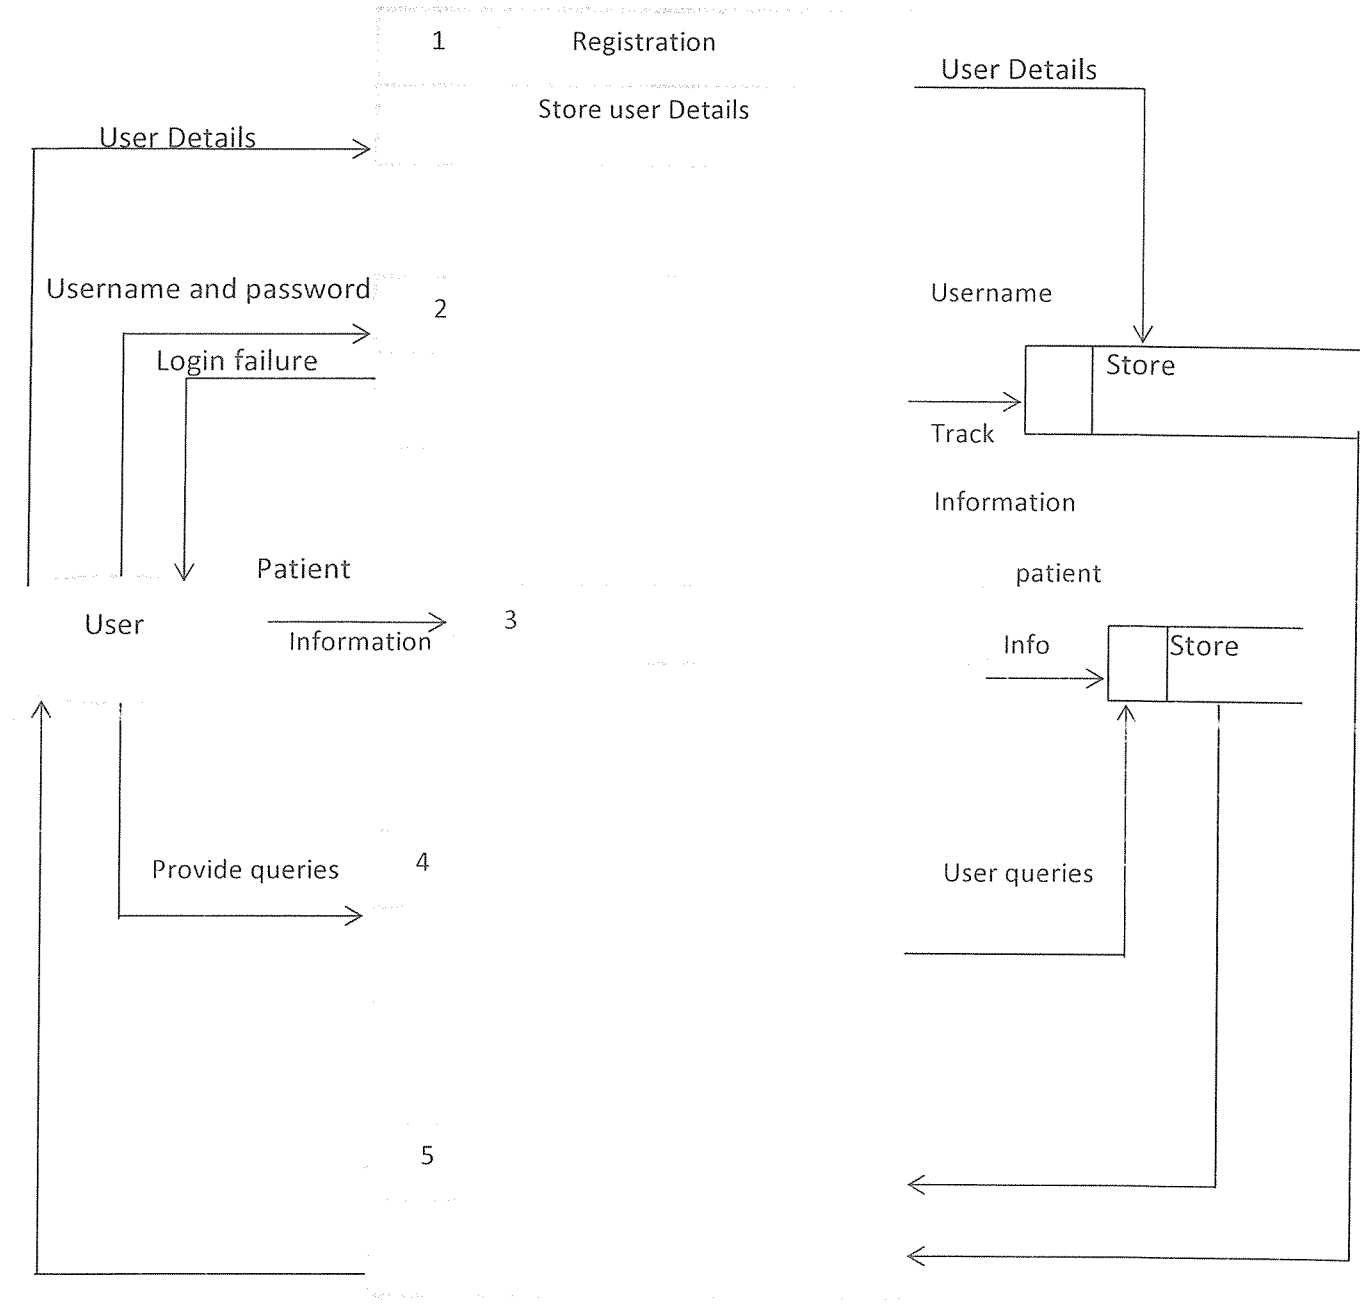 1 Registration
User Details
Store user Details
User Details
Username and password
2
Username
Login failure
Store
Track
Information
Patient
patient
User
3
Information
Info
Store
Provide queries
4
User queries
5